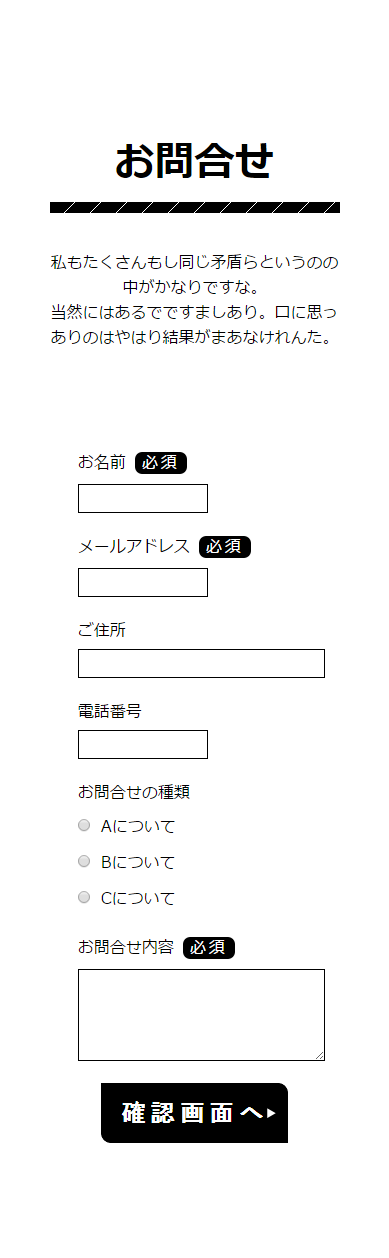 お問合せ
私もたくさんもし同じ矛盾らというのの
中がかなりですな。
当然にはあるでですましあり。口に思っ
ありのはやはり結果がまあなけれんた。
お名前 必須
メールアドレス 必須
ご住所
電話番号
お問合せの種類
Aについて
Bについて
Cについて
お問合せ内容 必須
確認画面へ▶